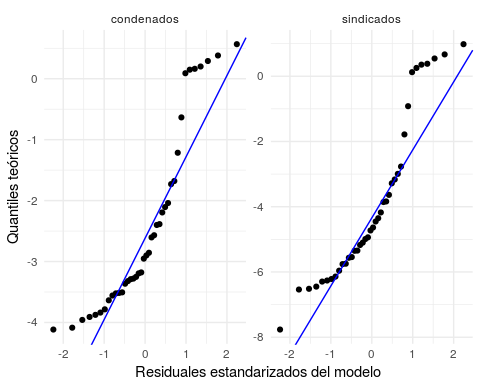 condenados
sindicados
Quantiles teóricos
0
-1
-2
-3
-4
0
-2
-4
-6
-8
-2 -1 0 1 2
-2 -1 0 1 2
Residuales estandarizados del modelo